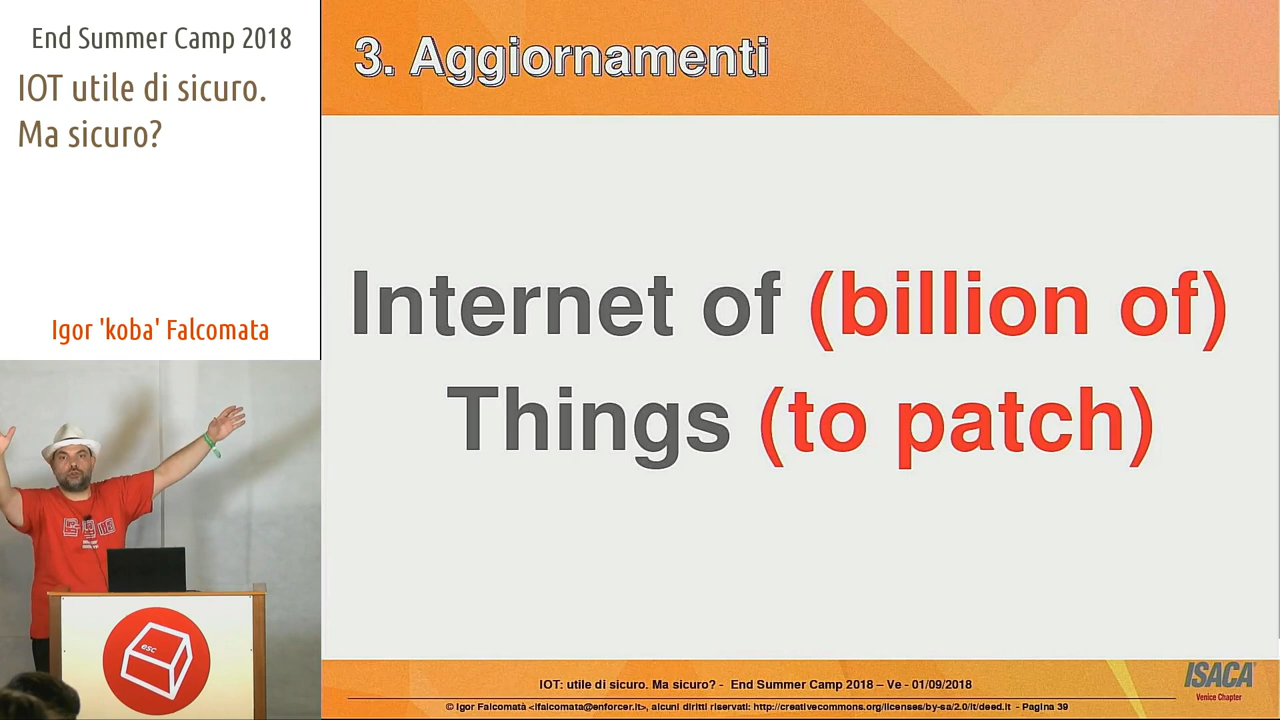 End Summer Camp 2018
IOT utile di sicuro.
Ma sicuro?
Igor 'koba' Falcomata
3. Aggiornamenti
Internet of (billion of)
Things (to patch)
esc
IOT: utile di sicuro. Ma sicuro? - End Summer Camp 2018 – Ve - 01/09/2018
© Igor Falcomatà <ifalcomata@enforcer.it>, alcuni diritti riservati: http://creativecommons.org/licenses/by-sa/2.0/it/deed.it - Pagina 39
ISACA
Venice Chapter